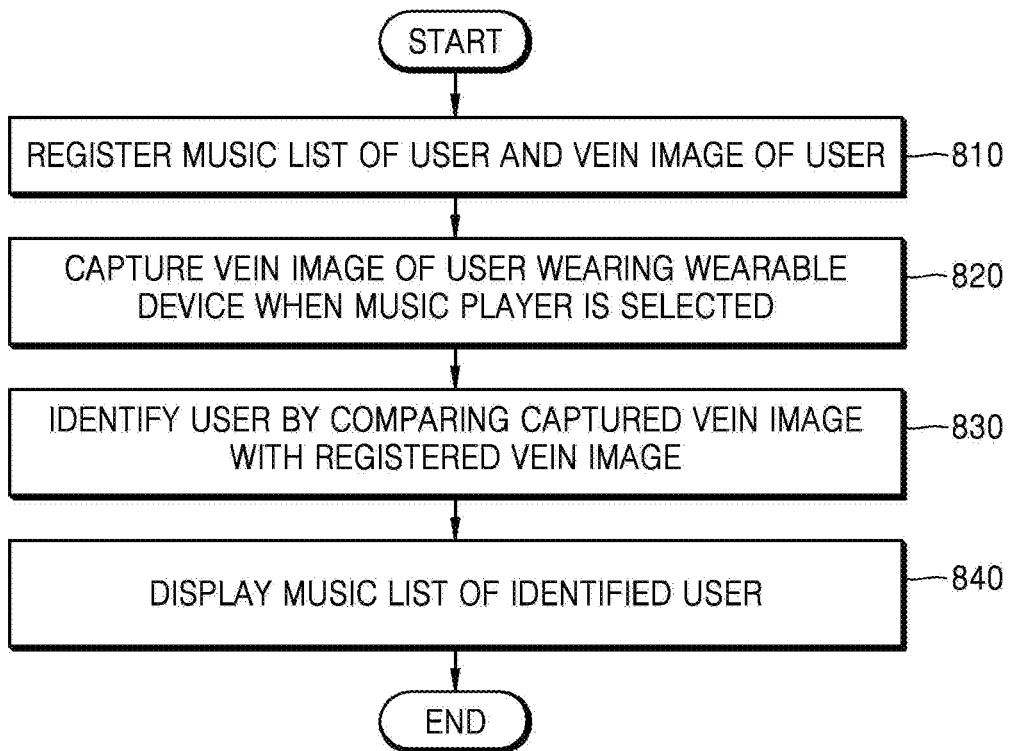 START
REGISTER MUSIC LIST OF USER AND VEIN IMAGE OF USER
810
CAPTURE VEIN IMAGE OF USER WEARING WEARABLE
DEVICE WHEN MUSIC PLAYER IS SELECTED
820
IDENTIFY USER BY COMPARING CAPTURED VEIN IMAGE
WITH REGISTERED VEIN IMAGE
830
DISPLAY MUSIC LIST OF IDENTIFIED USER
840
END